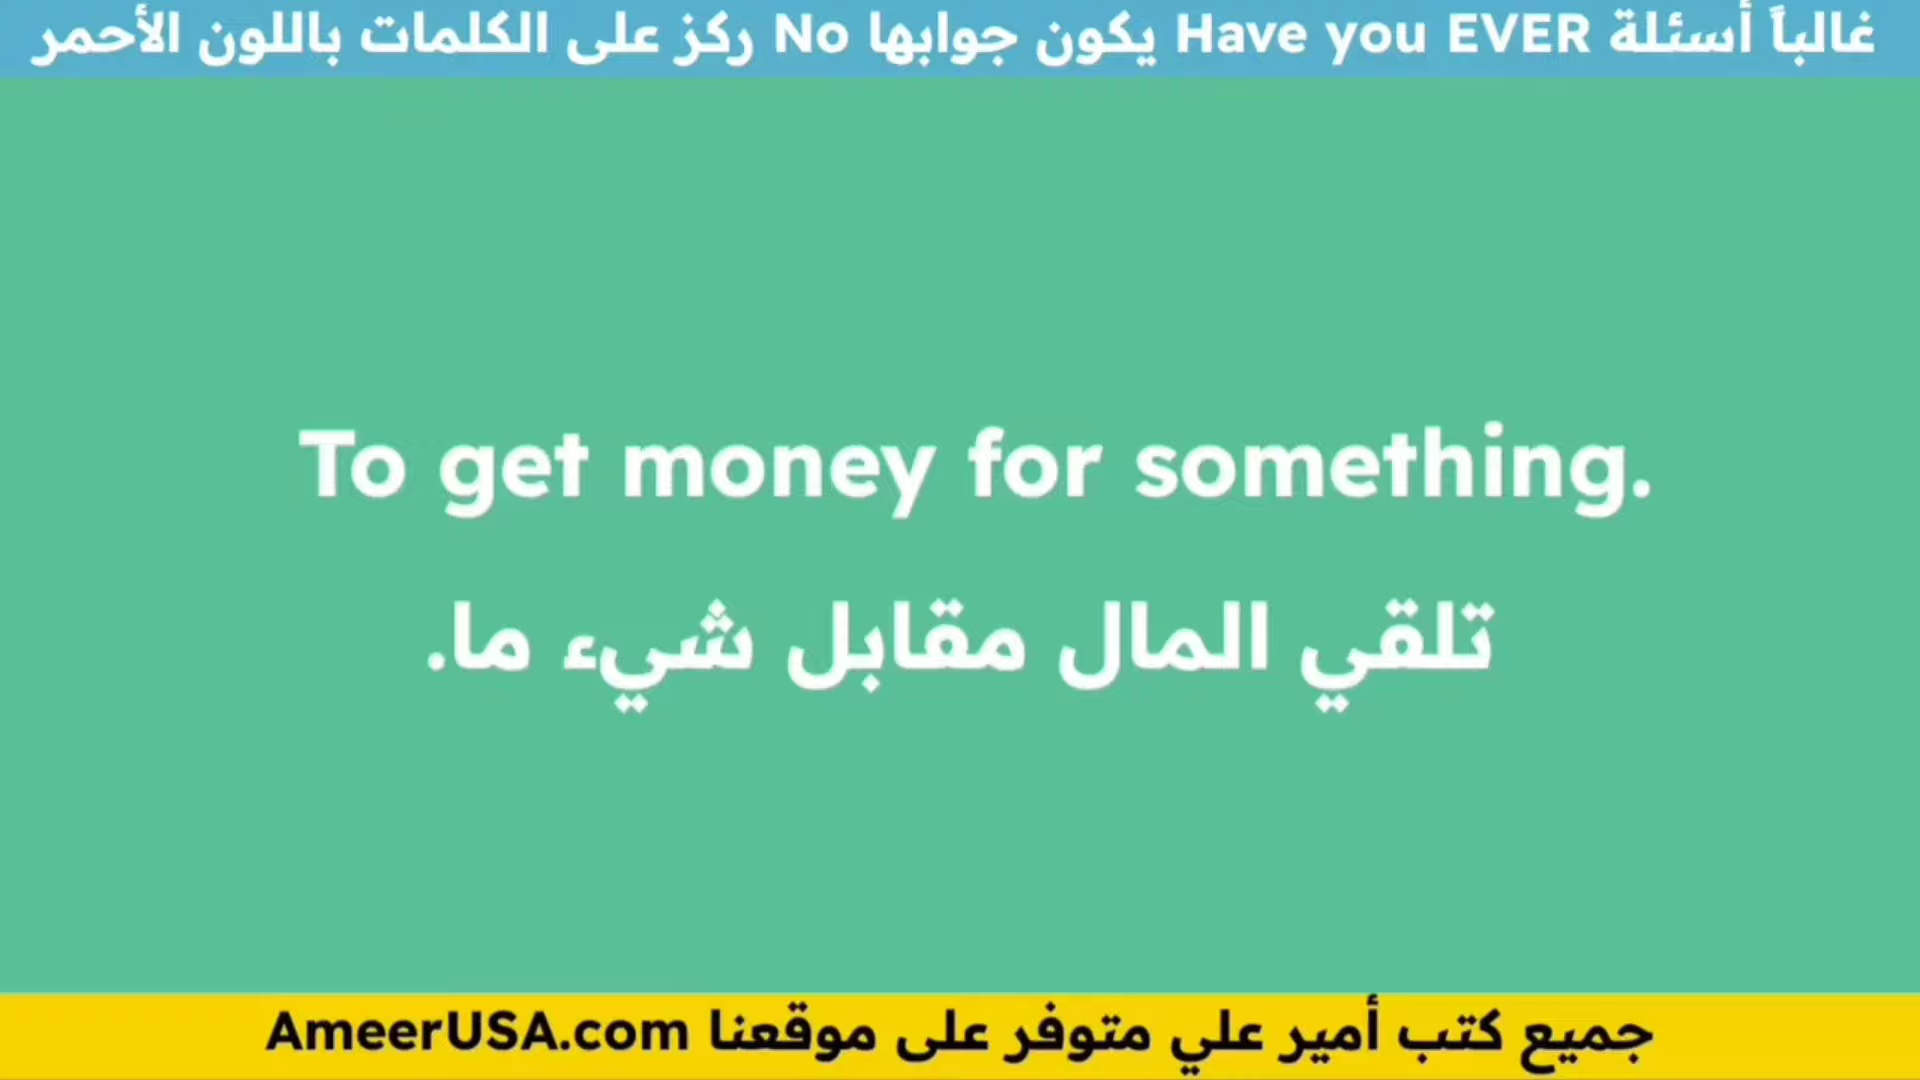 غالباً أسئلة Have you EVER يكون جوابها No ركز على الكلمات باللون الأحمر
To get money for something.
تلقي المال مقابل شيء ما.
جميع كتب أمير علي متوفر على موقعنا AmeerUSA.com